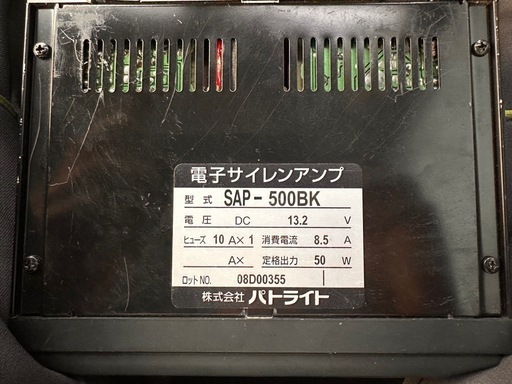 電子サイレンアンプ
型式 SAP-500BK
電圧 DC 13.2 V
ヒューズ 10 A× 1 消費電流 8.5 A
A× 定格出力 50 W
ロットNO. 08D00355
株式会社 パトライト